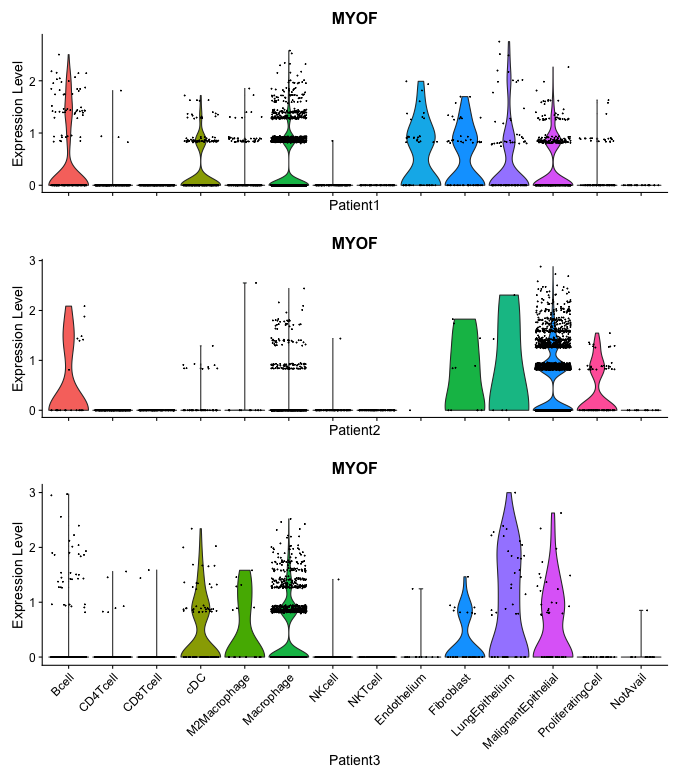 MYOF
Expression Level
2
1
0
Patient1
MYOF
Expression Level
3
2
1
0
Patient2
MYOF
Expression Level
3
2
1
0
Bcell
CD4Tcell
CD8Tcell
cDC
M2Macrophage
Macrophage
NKcell
NKTcell
Endothelium
Fibroblast
LungEpithelium
MalignantEpithelial
ProliferatingCell
NotAvail
Patient3